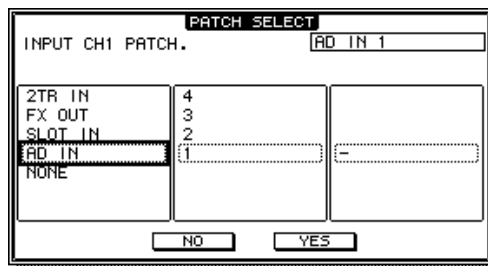 PATCH SELECT
INPUT CH1 PATCH. AD IN 1
2TR IN 4
FX OUT 3
SLOT IN 2
AD IN 1 -
NONE
NO YES